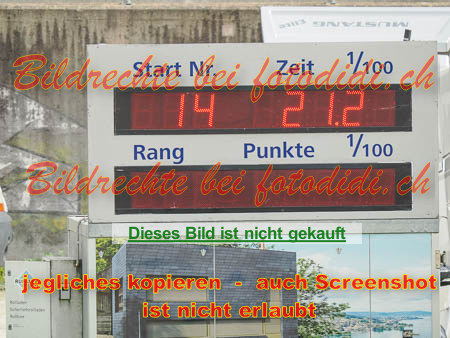 MUSTANG
Bildrechte bei fotodidi.ch
Start Nr. Zeit 1/100
14 21.2
Rang Punkte 1/100
Bildrechte bei fotodidi.ch
Dieses Bild ist nicht gekauft
jegliches kopieren - auch Screenshot
ist nicht erlaubt